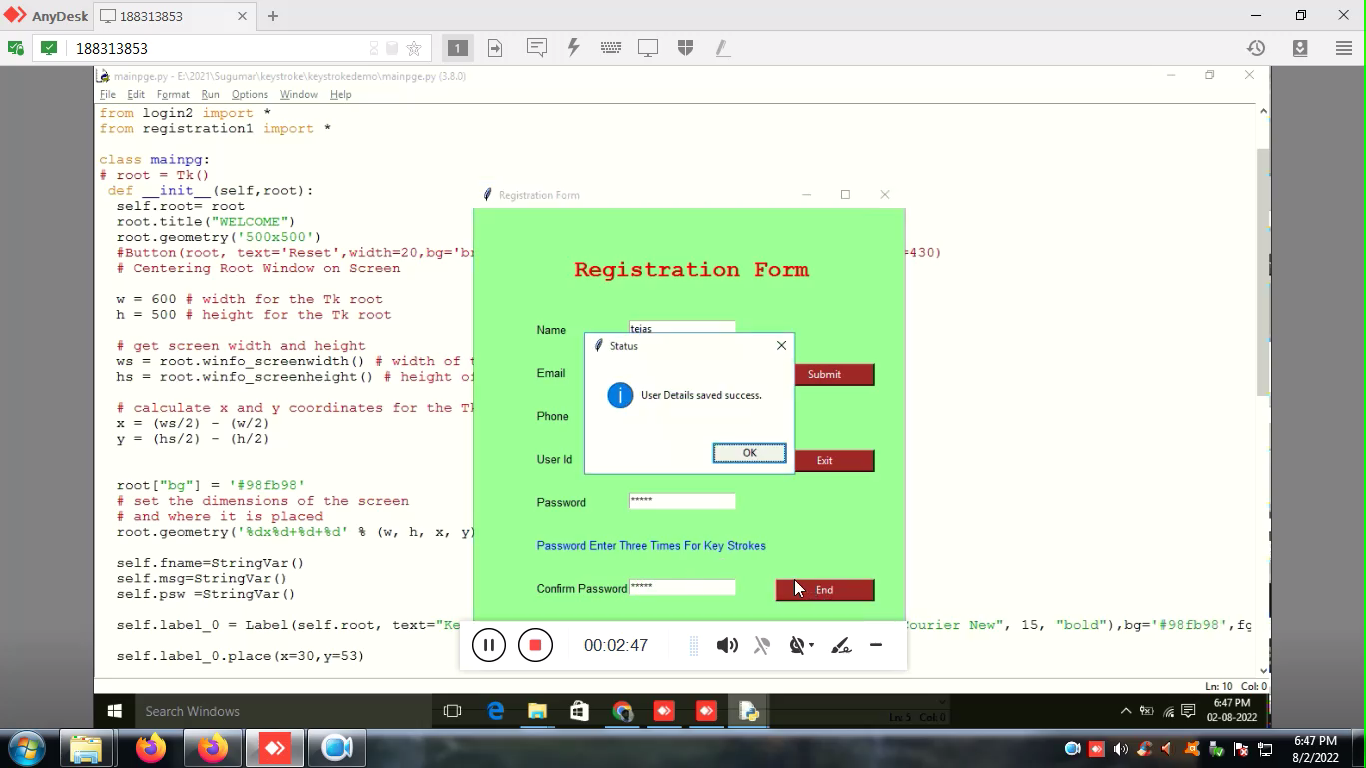 AnyDesk
188313853
188313853
1
mainpge.py - E:\2021\Sugumar\keystroke\keystrokedemo\mainpge.py (3.8.0)
File Edit Format Run Options Window Help
from login2 import *
from registration1 import *
class mainpg:
# root = Tk()
def __init__(self,root):
self.root= root
root.title("WELCOME")
root.geometry('500x500')
#Button(root, text='Reset',width=20,bg='br
=430)
# Centering Root Window on Screen
w = 600 # width for the Tk root
h = 500 # height for the Tk root
# get screen width and height
ws = root.winfo_screenwidth() # width of t
hs = root.winfo_screenheight() # height of
# calculate x and y coordinates for the Tk
x = (ws/2) - (w/2)
y = (hs/2) - (h/2)
root["bg"] = '#98fb98'
# set the dimensions of the screen
# and where it is placed
root.geometry('%dx%d+%d+%d' % (w, h, x, y)
self.fname=StringVar()
self.msg=StringVar()
self.psw =StringVar()
self.label_0 = Label(self.root, text="Ke
ourier New", 15, "bold"),bg='#98fb98',fg
self.label_0.place(x=30,y=53)
Registration Form
Registration Form
Name
tejas
Email
Submit
Phone
User Id
Exit
Password
*****
Password Enter Three Times For Key Strokes
Confirm Password
*****
End
Status
User Details saved success.
OK
00:02:47
Ln: 10 Col: 0
Search Windows
Ln: 5 Col: 0
6:47 PM
02-08-2022
6:47 PM
8/2/2022